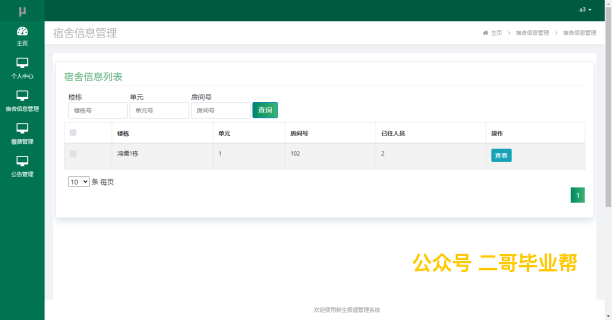 μ
a3
主页
个人中心
宿舍信息管理
缴费管理
公告管理
宿舍信息管理
主页 > 宿舍信息管理 > 宿舍信息管理
宿舍信息列表
楼栋 单元 房间号
楼栋号 单元号 房间号 查询
楼栋 单元 房间号 已住人员 操作
1 102 2 查看
10 条 每页
1
公众号 二哥毕业帮
欢迎使用新生报道管理系统